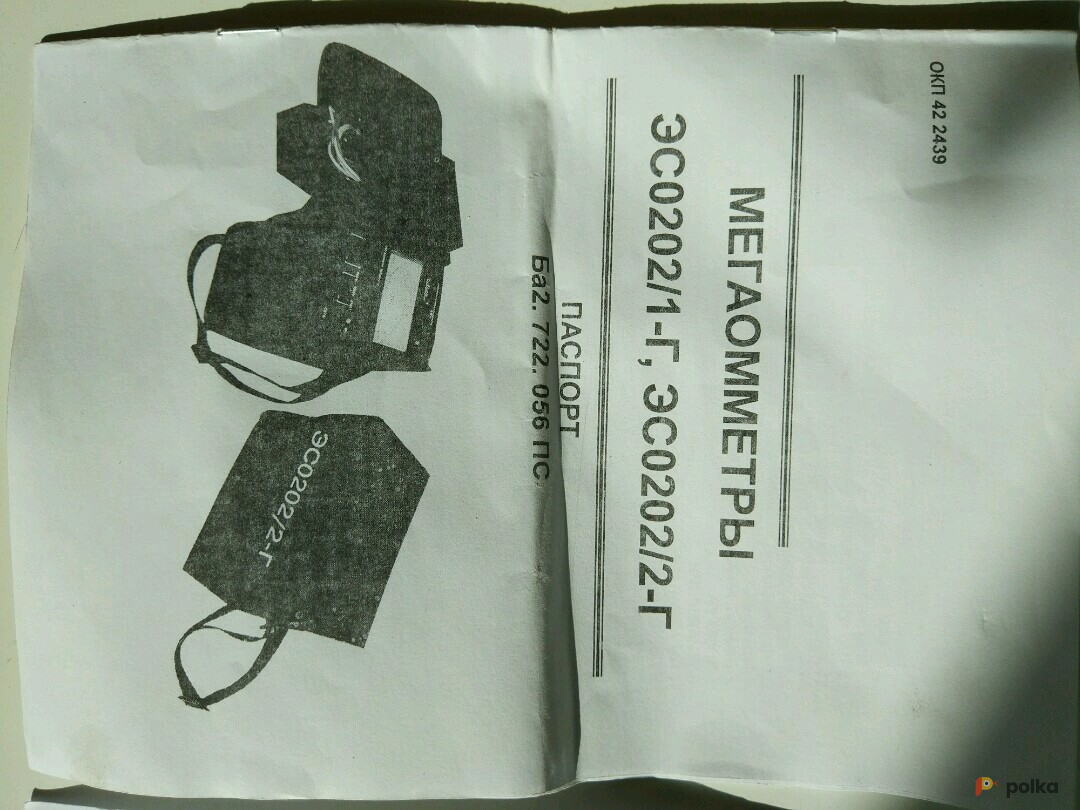 ОКП 42 2439
МЕГАОММЕТРЫ
ЭС0202/1-Г, ЭС0202/2-Г
ПАСПОРТ
Ба2. 722. 056 ПС
ЭС0202/2-Г
polka